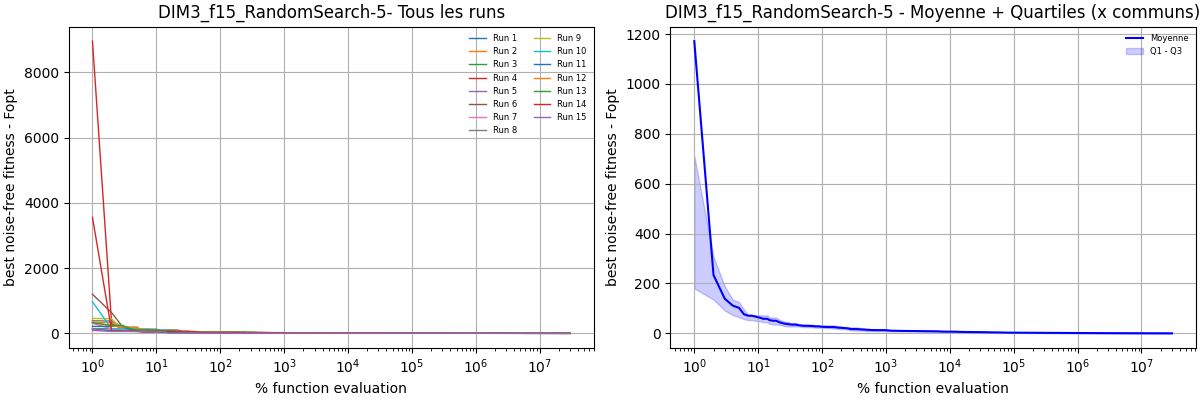 DIM3_f15_RandomSearch-5- Tous les runs
best noise-free fitness - Fopt
8000
6000
4000
2000
0
10^0
10^1
10^2
10^3
10^4
10^5
10^6
10^7
% function evaluation
Run 1
Run 2
Run 3
Run 4
Run 5
Run 6
Run 7
Run 8
Run 9
Run 10
Run 11
Run 12
Run 13
Run 14
Run 15
DIM3_f15_RandomSearch-5 - Moyenne + Quartiles (x communs)
best noise-free fitness - Fopt
1200
1000
800
600
400
200
0
10^0
10^1
10^2
10^3
10^4
10^5
10^6
10^7
% function evaluation
Moyenne
Q1 - Q3